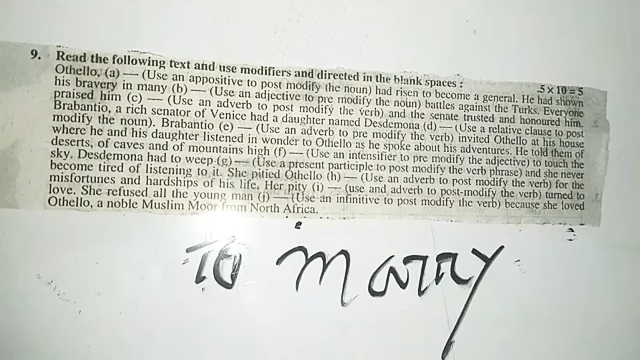 9. Read the following text and use modifiers and directed in the blank spaces : .5 x 10 = 5
Othello, (a) — (Use an appositive to post modify the noun) had risen to become a general. He had shown
his bravery in many (b) — (Use an adjective to pre modify the noun) battles against the Turks. Everyone
praised him (c) — (Use an adverb to post modify the verb) and the senate trusted and honoured him.
Brabantio, a rich senator of Venice had a daughter named Desdemona (d) — (Use a relative clause to post
modify the noun). Brabantio (e) — (Use an adverb to pre modify the verb) invited Othello at his house
where he and his daughter listened in wonder to Othello as he spoke about his adventures. He told them of
deserts, of caves and of mountains high (f) — (Use an intensifier to pre modify the adjective) to touch the
sky. Desdemona had to weep (g) — (Use a present participle to post modify the verb phrase) and she never
become tired of listening to it. She pitied Othello (h) — (Use an adverb to post modify the verb) for the
misfortunes and hardships of his life. Her pity (i) — (use and adverb to post-modify the verb) turned to
love. She refused all the young man (j) — (Use an infinitive to post modify the verb) because she loved
Othello, a noble Muslim Moor from North Africa.
to marry